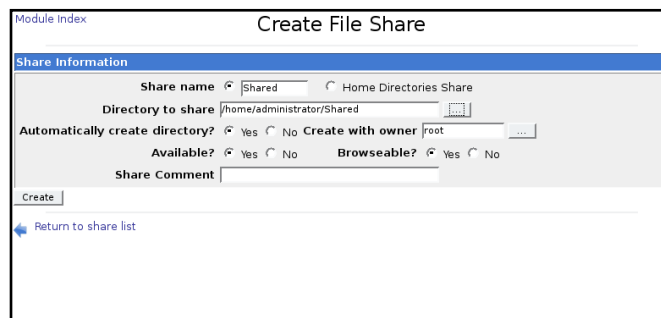 Module Index
Create File Share
Share Information
Share name Shared Home Directories Share
Directory to share /home/administrator/Shared ...
Automatically create directory? Yes No Create with owner root ...
Available? Yes No Browseable? Yes No
Share Comment
Create
Return to share list